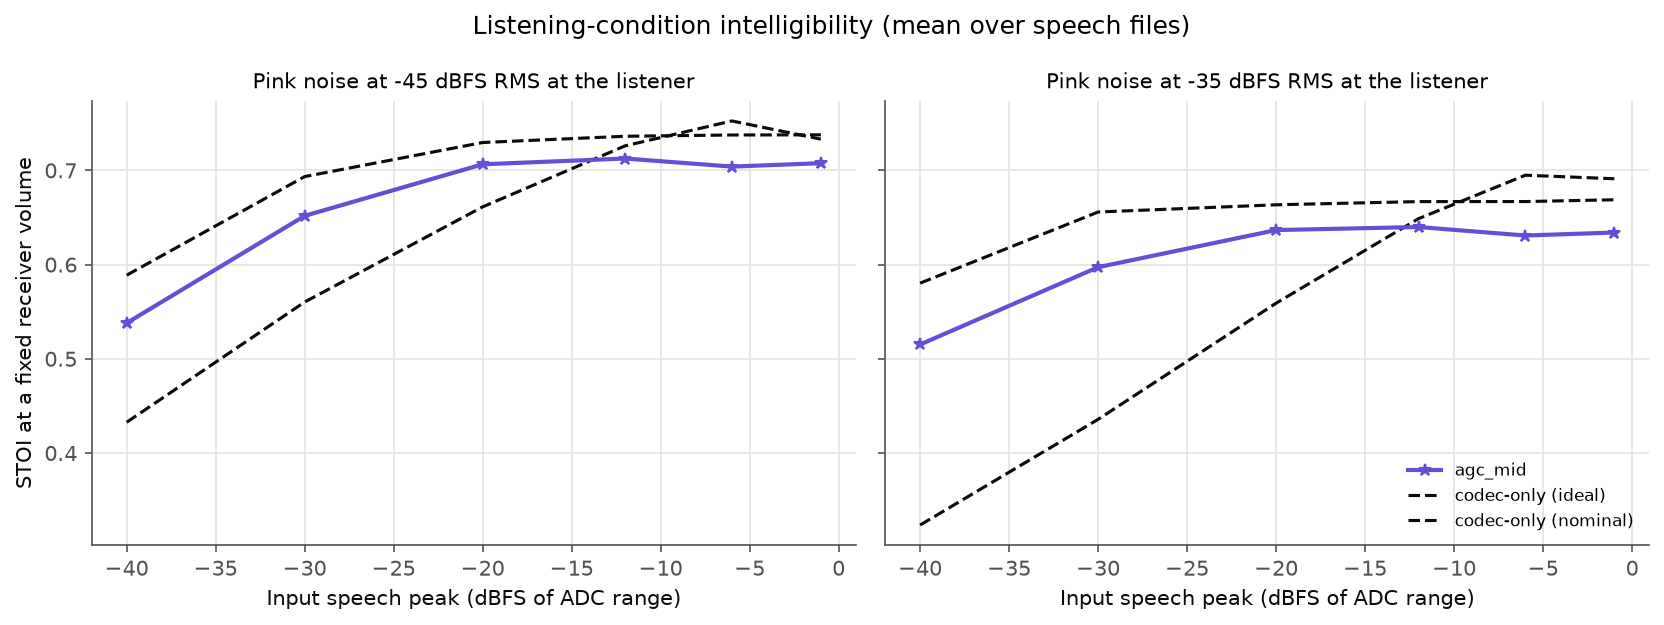 Listening-condition intelligibility (mean over speech files)
Pink noise at -45 dBFS RMS at the listener
Pink noise at -35 dBFS RMS at the listener
STOI at a fixed receiver volume
0.7
0.6
0.5
0.4
agc_mid
codec-only (ideal)
codec-only (nominal)
−40 −35 −30 −25 −20 −15 −10 −5 0
−40 −35 −30 −25 −20 −15 −10 −5 0
Input speech peak (dBFS of ADC range)
Input speech peak (dBFS of ADC range)